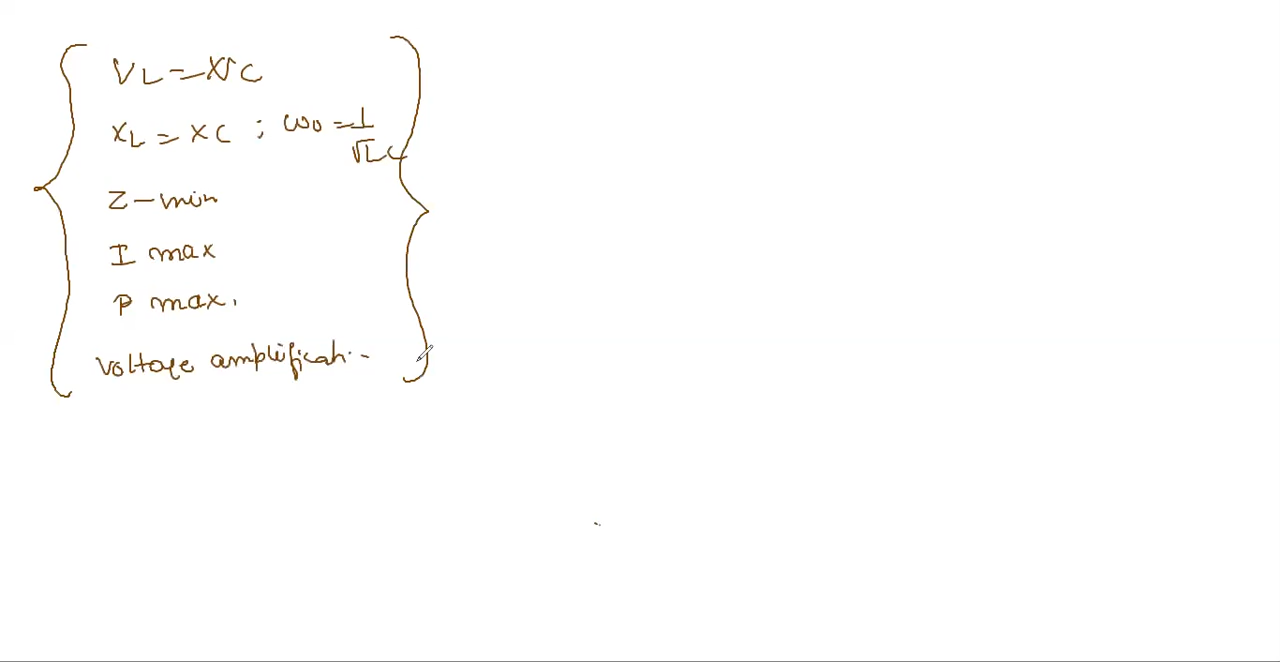 VL = VC
XL = XC ; ω0 = 1/√LC
Z - min
I max
P max.
Voltage amplificati..